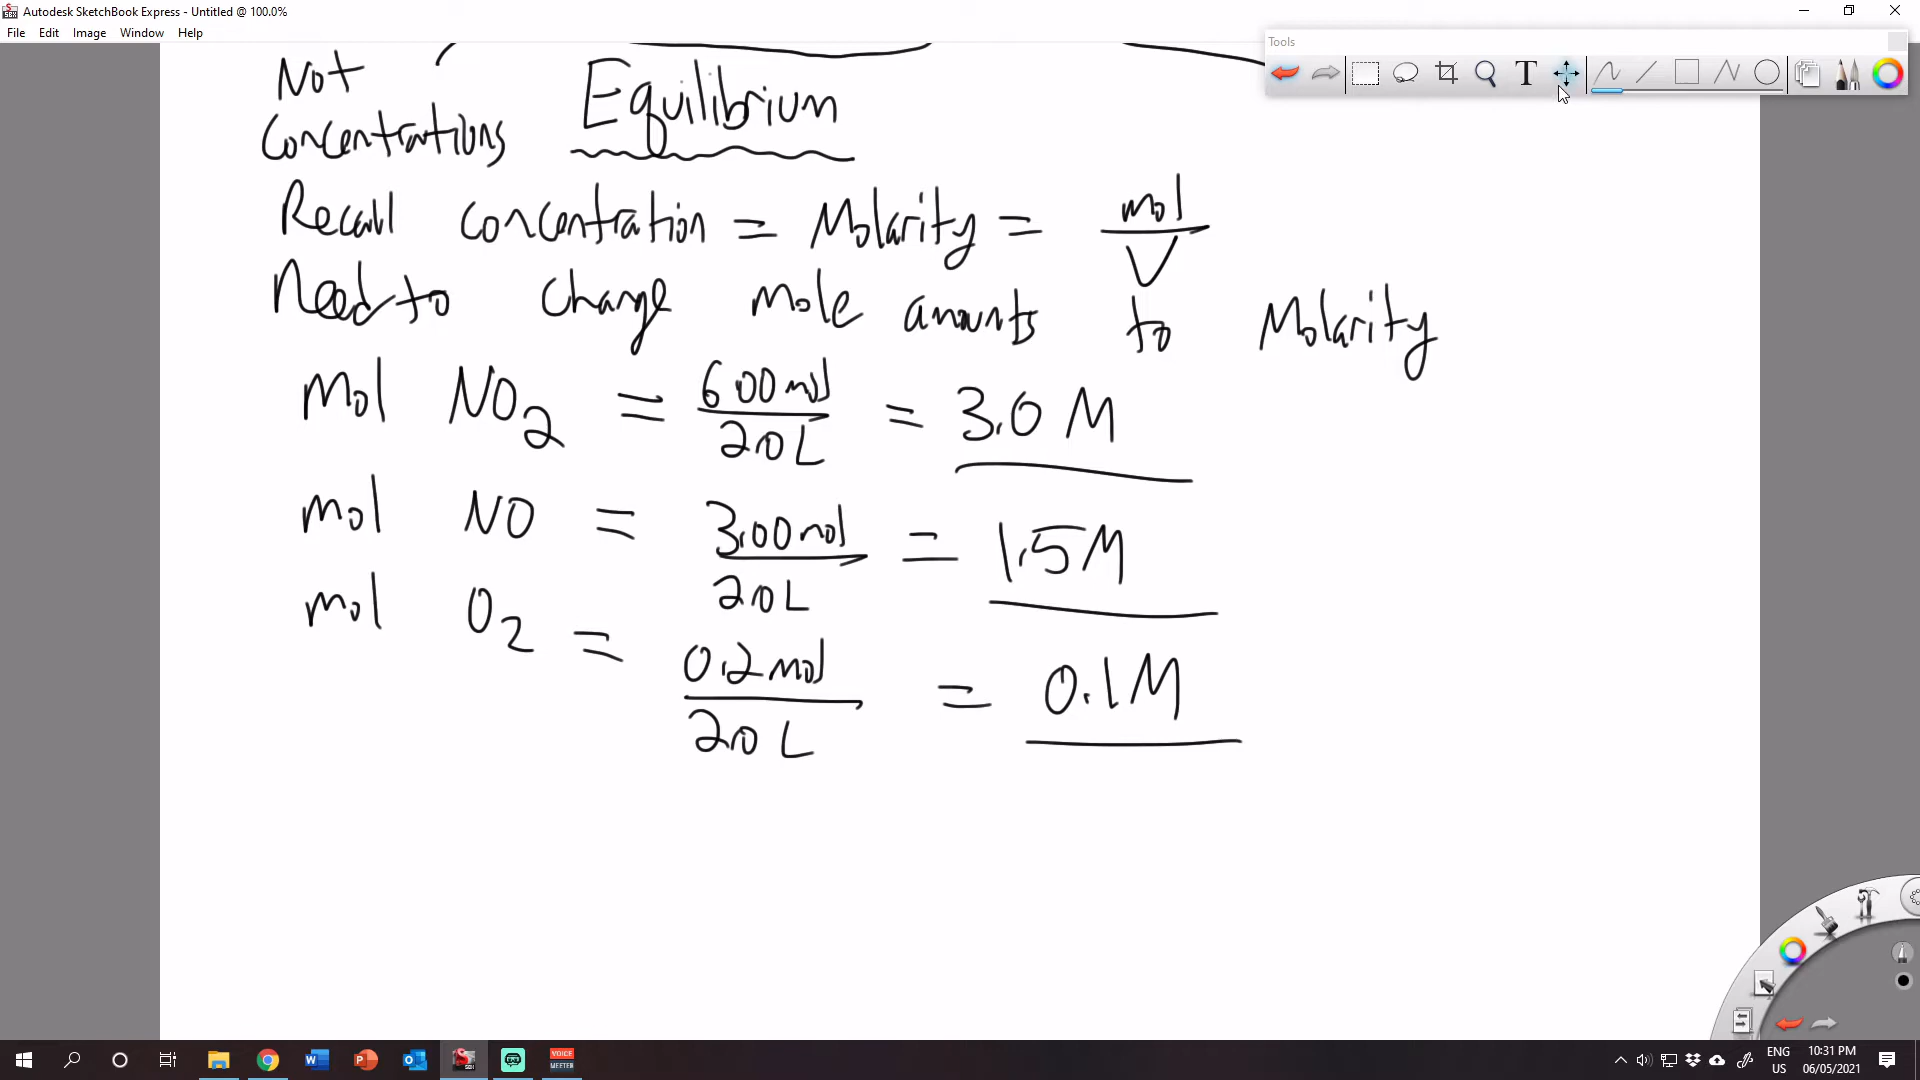 Autodesk SketchBook Express - Untitled @ 100.0%
File Edit Image Window Help
Tools
Not
Concentrations
Equilibrium
Recall concentration = Molarity = mol
V
Need to change mole amounts to Molarity
mol NO2 = 6.00 mol = 3.0 M
2.0 L
mol NO = 3.00 mol = 1.5 M
2.0 L
mol O2 = 0.2 mol = 0.1 M
2.0 L
VOICE
MEETER
ENG
US
10:31 PM
06/05/2021